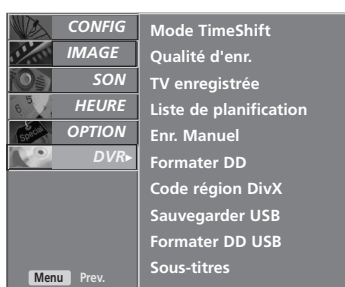 CONFIG
IMAGE
SON
HEURE
OPTION
DVR
Menu Prev.
Mode TimeShift
Qualité d'enr.
TV enregistrée
Liste de planification
Enr. Manuel
Formater DD
Code région DivX
Sauvegarder USB
Formater DD USB
Sous-titres